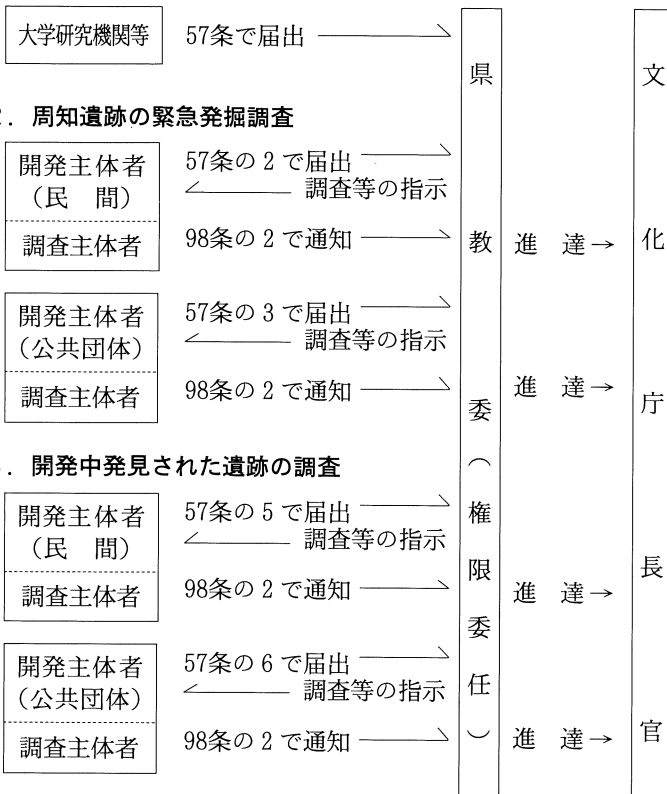 大学研究機関等 57条で届出
2. 周知遺跡の緊急発掘調査
開発主体者 57条の2で届出
(民 間) 調査等の指示
調査主体者 98条の2で通知
開発主体者 57条の3で届出
(公共団体) 調査等の指示
調査主体者 98条の2で通知
. 開発中発見された遺跡の調査
開発主体者 57条の5で届出
(民 間) 調査等の指示
調査主体者 98条の2で通知
開発主体者 57条の6で届出
(公共団体) 調査等の指示
調査主体者 98条の2で通知
県教委(権限委任)
進 達→
進 達→
進 達→
進 達→
文化庁長官